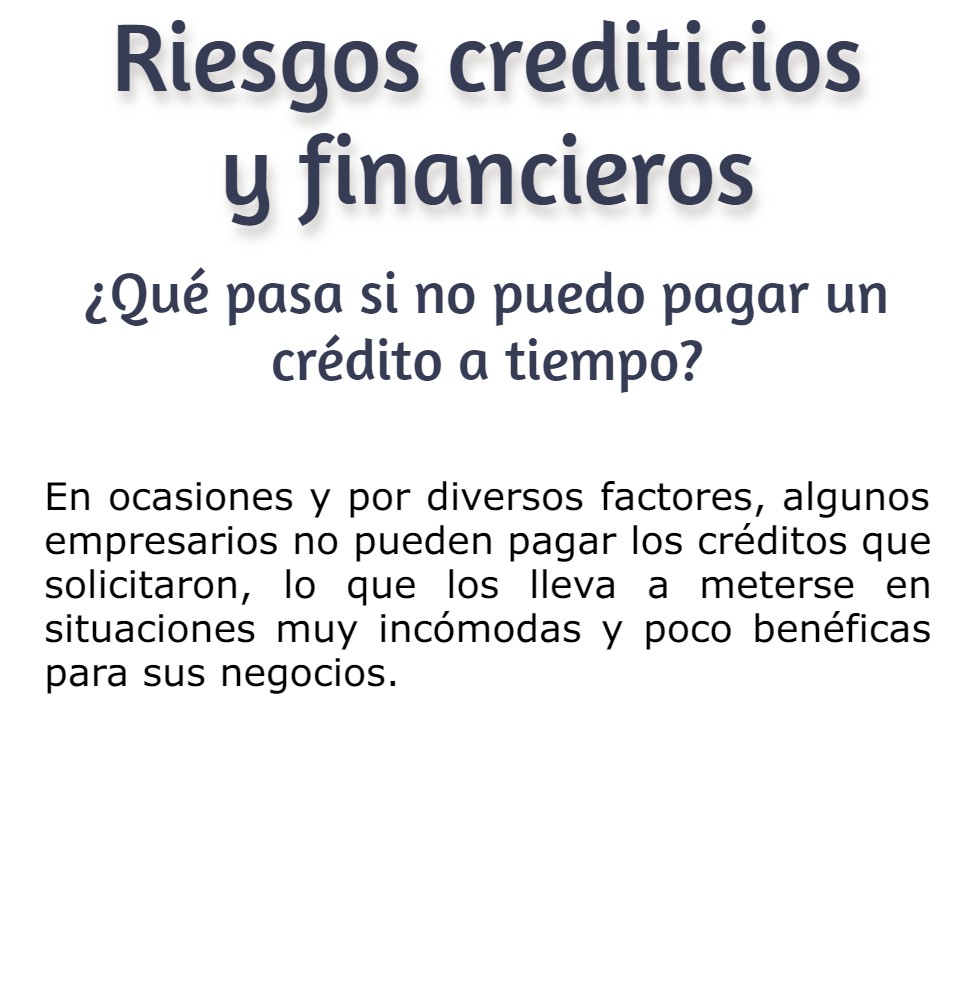 Riesgos crediticios
y financieros
¿Qué pasa si no puedo pagar un
crédito a tiempo?
En ocasiones y por diversos factores, algunos
empresarios no pueden pagar los créditos que
solicitaron, lo que los lleva a meterse en
situaciones muy incómodas y poco benéficas
para sus negocios.